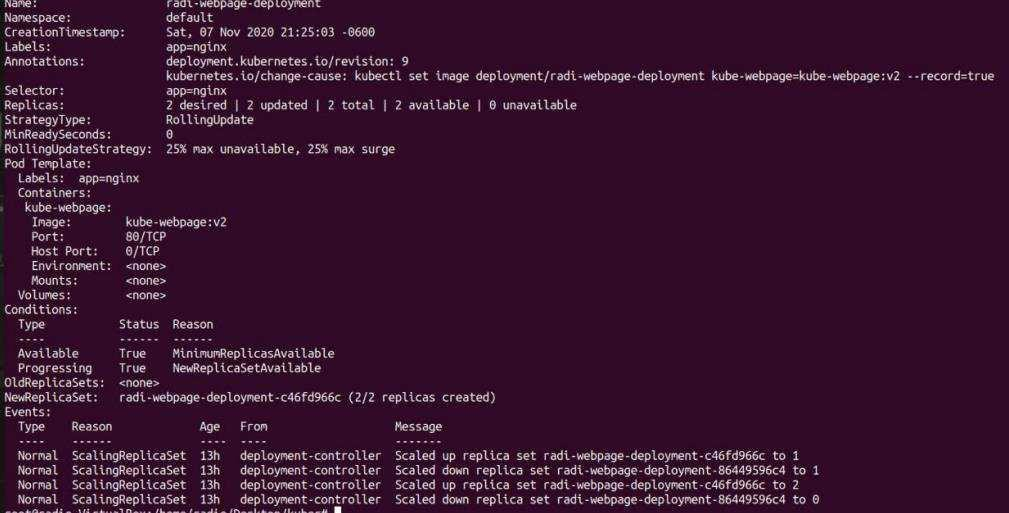 Name:                   radi-webpage-deployment
Namespace:              default
CreationTimestamp:      Sat, 07 Nov 2020 21:25:03 -0600
Labels:                 app=nginx
Annotations:            deployment.kubernetes.io/revision: 9
                        kubernetes.io/change-cause: kubectl set image deployment/radi-webpage-deployment kube-webpage=kube-webpage:v2 --record=true
Selector:               app=nginx
Replicas:               2 desired | 2 updated | 2 total | 2 available | 0 unavailable
StrategyType:           RollingUpdate
MinReadySeconds:        0
RollingUpdateStrategy:  25% max unavailable, 25% max surge
Pod Template:
  Labels:  app=nginx
  Containers:
   kube-webpage:
    Image:        kube-webpage:v2
    Port:         80/TCP
    Host Port:    0/TCP
    Environment:  <none>
    Mounts:       <none>
  Volumes:        <none>
Conditions:
  Type           Status  Reason
  ----           ------  ------
  Available      True    MinimumReplicasAvailable
  Progressing    True    NewReplicaSetAvailable
OldReplicaSets:  <none>
NewReplicaSet:   radi-webpage-deployment-c46fd966c (2/2 replicas created)
Events:
  Type    Reason             Age   From                   Message
  ----    ------             ----  ----                   -------
  Normal  ScalingReplicaSet  13h   deployment-controller  Scaled up replica set radi-webpage-deployment-c46fd966c to 1
  Normal  ScalingReplicaSet  13h   deployment-controller  Scaled down replica set radi-webpage-deployment-86449596c4 to 1
  Normal  ScalingReplicaSet  13h   deployment-controller  Scaled up replica set radi-webpage-deployment-c46fd966c to 2
  Normal  ScalingReplicaSet  13h   deployment-controller  Scaled down replica set radi-webpage-deployment-86449596c4 to 0